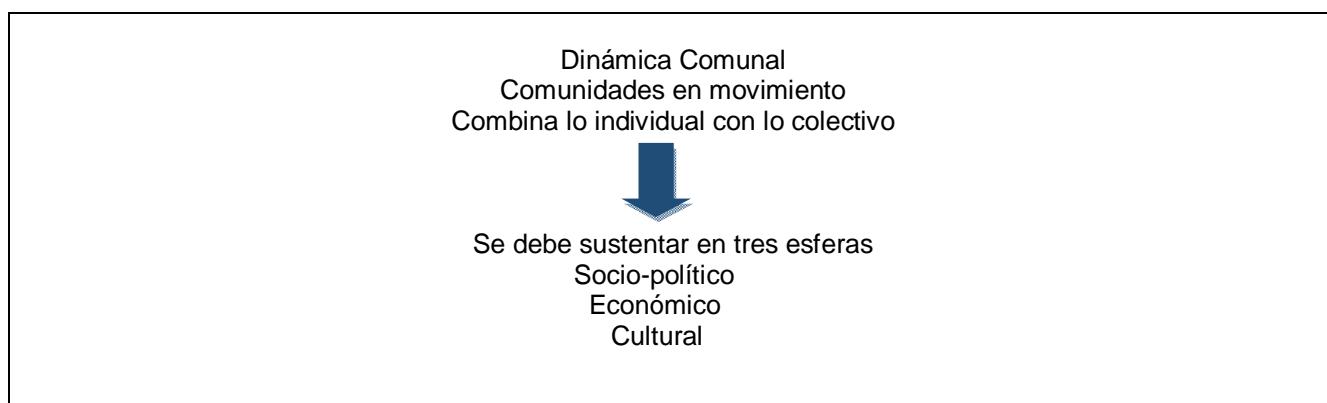 Dinámica Comunal
Comunidades en movimiento
Combina lo individual con lo colectivo
Se debe sustentar en tres esferas
Socio-político
Económico
Cultural